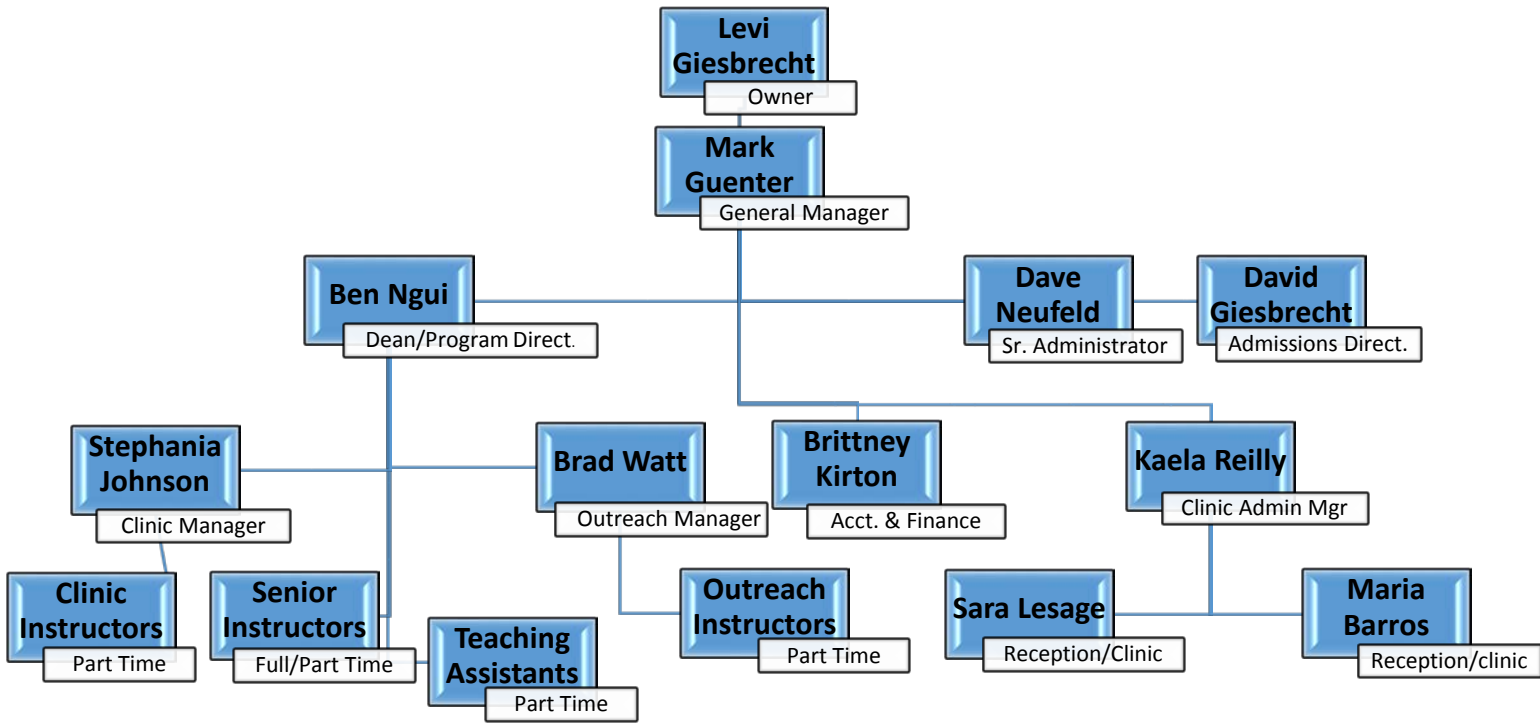 Levi
Giesbrecht
Owner
Mark
Guenter
General Manager
Ben Ngui
Dean/Program Direct.
Dave
Neufeld
Sr. Administrator
David
Giesbrecht
Admissions Direct.
Stephania
Johnson
Clinic Manager
Brad Watt
Outreach Manager
Brittney
Kirton
Acct. & Finance
Kaela Reilly
Clinic Admin Mgr
Clinic
Instructors
Part Time
Senior
Instructors
Full/Part Time
Teaching
Assistants
Part Time
Outreach
Instructors
Part Time
Sara Lesage
Reception/Clinic
Maria
Barros
Reception/clinic